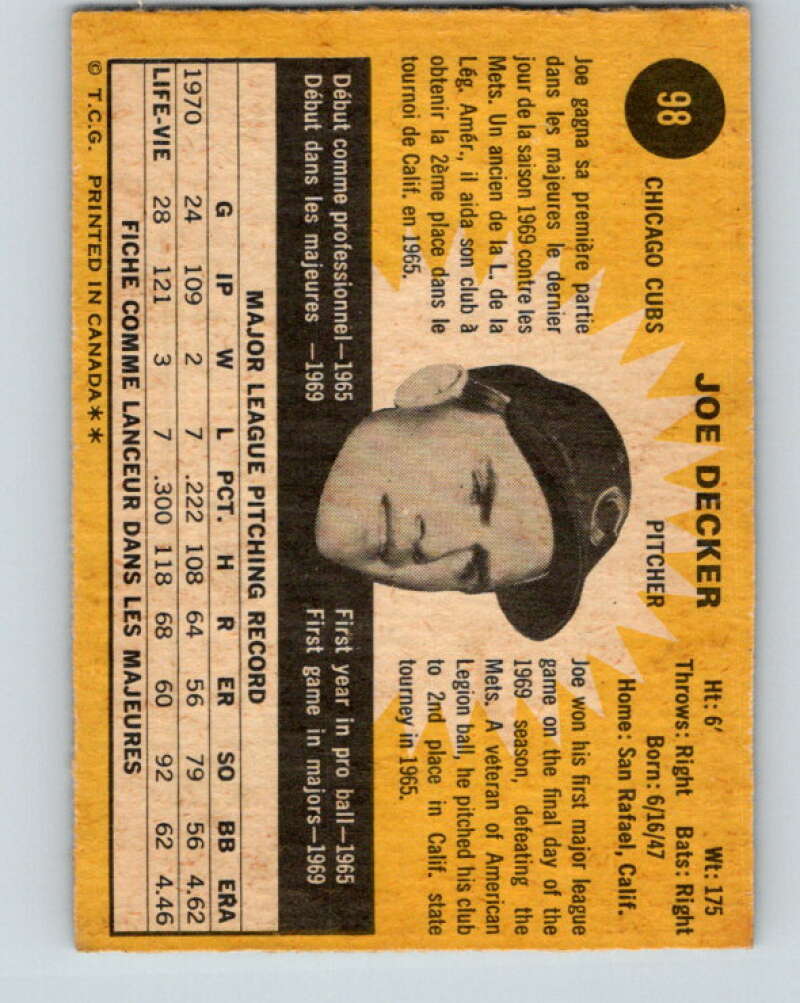 98
CHICAGO CUBS
JOE DECKER
PITCHER
Ht: 6′ Wt: 175
Throws: Right Bats: Right
Born: 6/16/47
Home: San Rafael, Calif.
Joe gagna sa première partie
dans les majeures le dernier
jour de la saison 1969 contre les
Mets. Un ancien de la L. de la
Lég. Amér., il aida son club à
obtenir la 2ème place dans le
tournoi de Calif. en 1965.
C
Joe won his first major league
game on the final day of the
1969 season, defeating the
Mets. A veteran of American
Legion ball, he pitched his club
to 2nd place in Calif. state
tourney in 1965.
Début comme professionnel—1965
Début dans les majeures —1969
First year in pro ball—1965
First game in majors—1969
MAJOR LEAGUE PITCHING RECORD
G IP W L PCT. H R ER SO BB ERA
1970 24 109 2 7 .222 108 64 56 79 56 4.62
LIFE-VIE 28 121 3 7 .300 118 68 60 92 62 4.46
FICHE COMME LANCEUR DANS LES MAJEURES
© T.C.G. PRINTED IN CANADA**